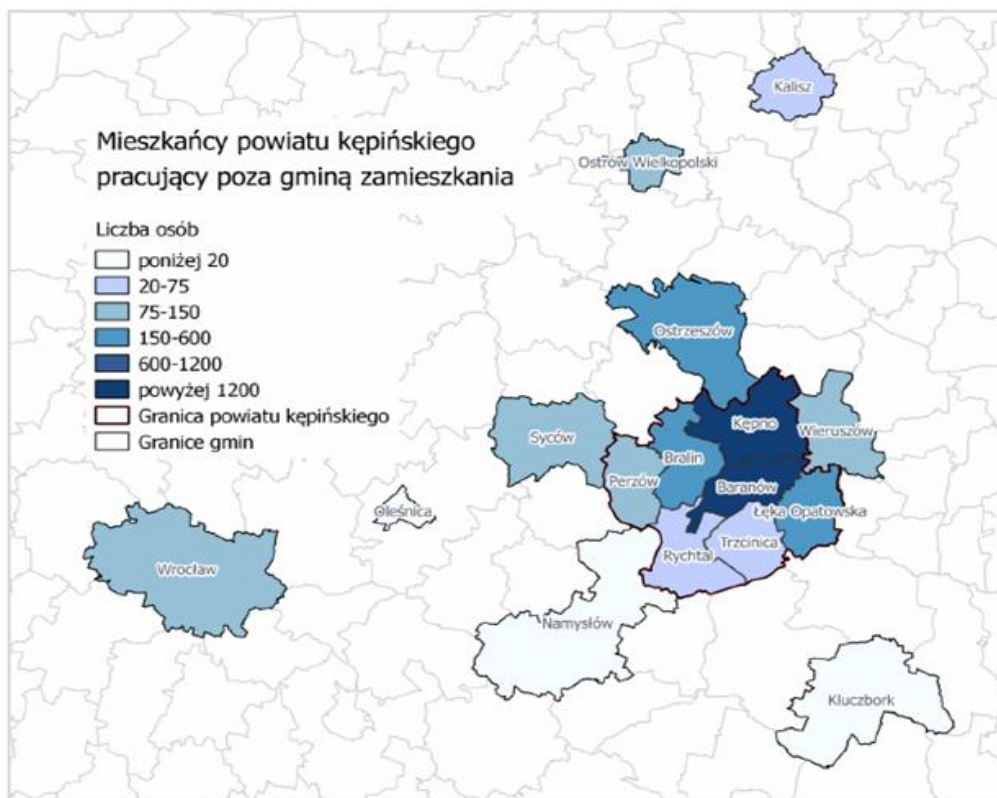 Kalisz
Ostrów Wielkopolski
Mieszkańcy powiatu kępińskiego
pracujący poza gminą zamieszkania
Liczba osób
poniżej 20
20-75
75-150
150-600
600-1200
powyżej 1200
Granica powiatu kępińskiego
Granice gmin
Ostrzeszów
Kępno
Wieruszów
Syców
Bralin
Perzów
Baranów
Oleśnica
Łęka Opatowska
Trzcinica
Rychtal
Wrocław
Namysłów
Kluczbork